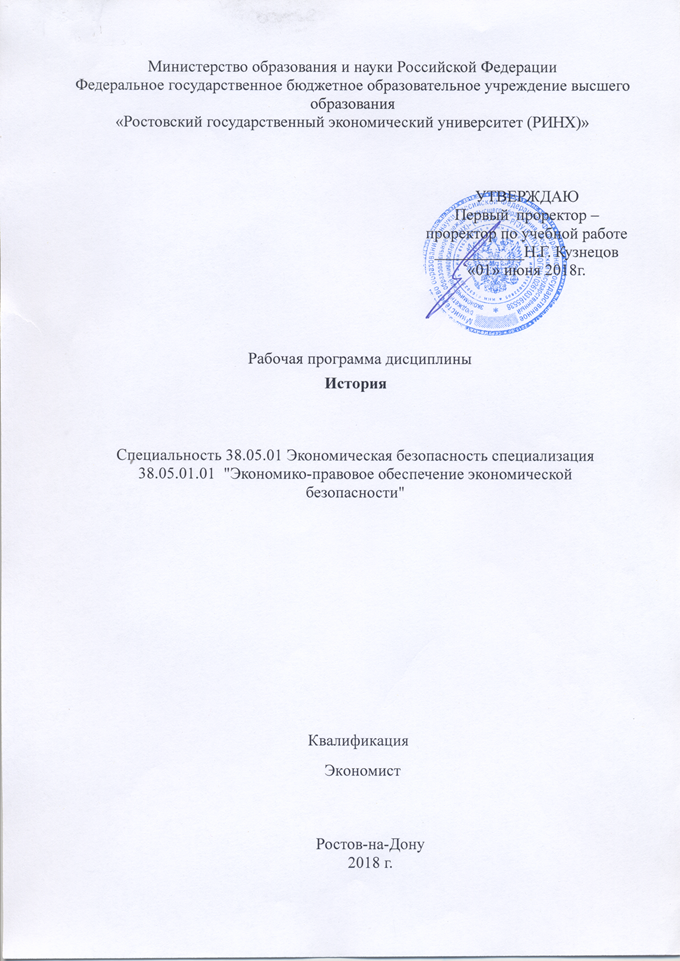 Министерство образования и науки Российской Федерации
Федеральное государственное бюджетное образовательное учреждение высшего
образования
«Ростовский государственный экономический университет (РИНХ)»
УТВЕРЖДАЮ
Первый проректор –
проректор по учебной работе
Н.Г. Кузнецов
«01» июня 2018г.
Рабочая программа дисциплины
История
Специальность 38.05.01 Экономическая безопасность специализация
38.05.01.01 "Экономико-правовое обеспечение экономической
безопасности"
Квалификация
Экономист
Ростов-на-Дону
2018 г.